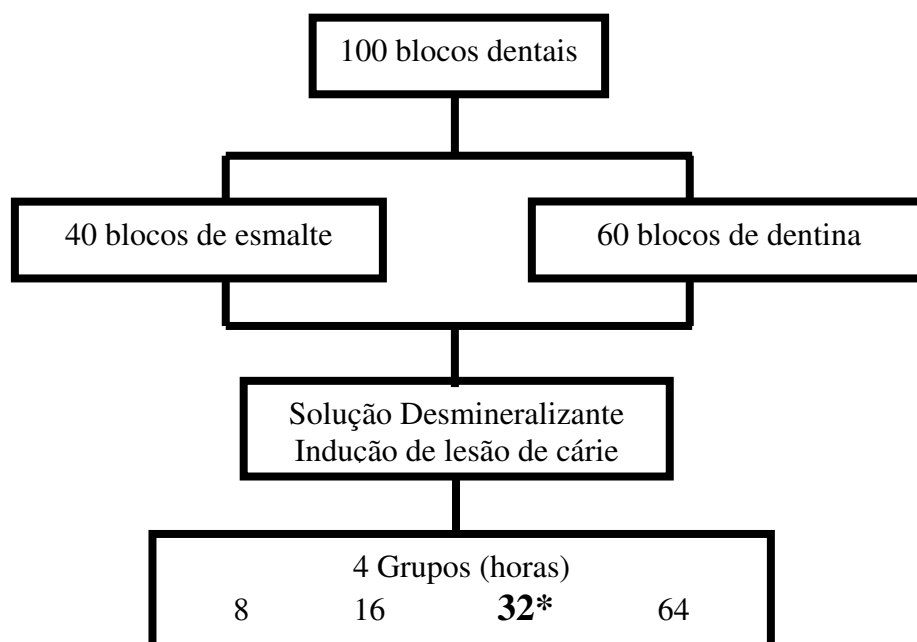 100 blocos dentais
40 blocos de esmalte
60 blocos de dentina
Solução Desmineralizante
Indução de lesão de cárie
4 Grupos (horas)
8 16 32* 64